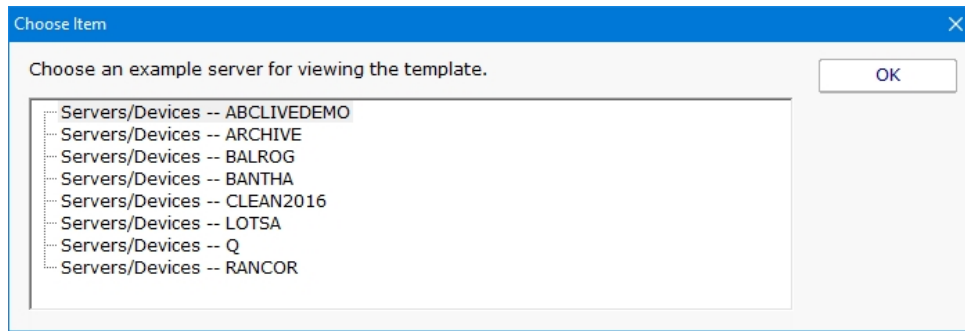 Choose Item
Choose an example server for viewing the template.
OK
Servers/Devices -- ABCLIVEDEMO
Servers/Devices -- ARCHIVE
Servers/Devices -- BALROG
Servers/Devices -- BANTHA
Servers/Devices -- CLEAN2016
Servers/Devices -- LOTSA
Servers/Devices -- Q
Servers/Devices -- RANCOR